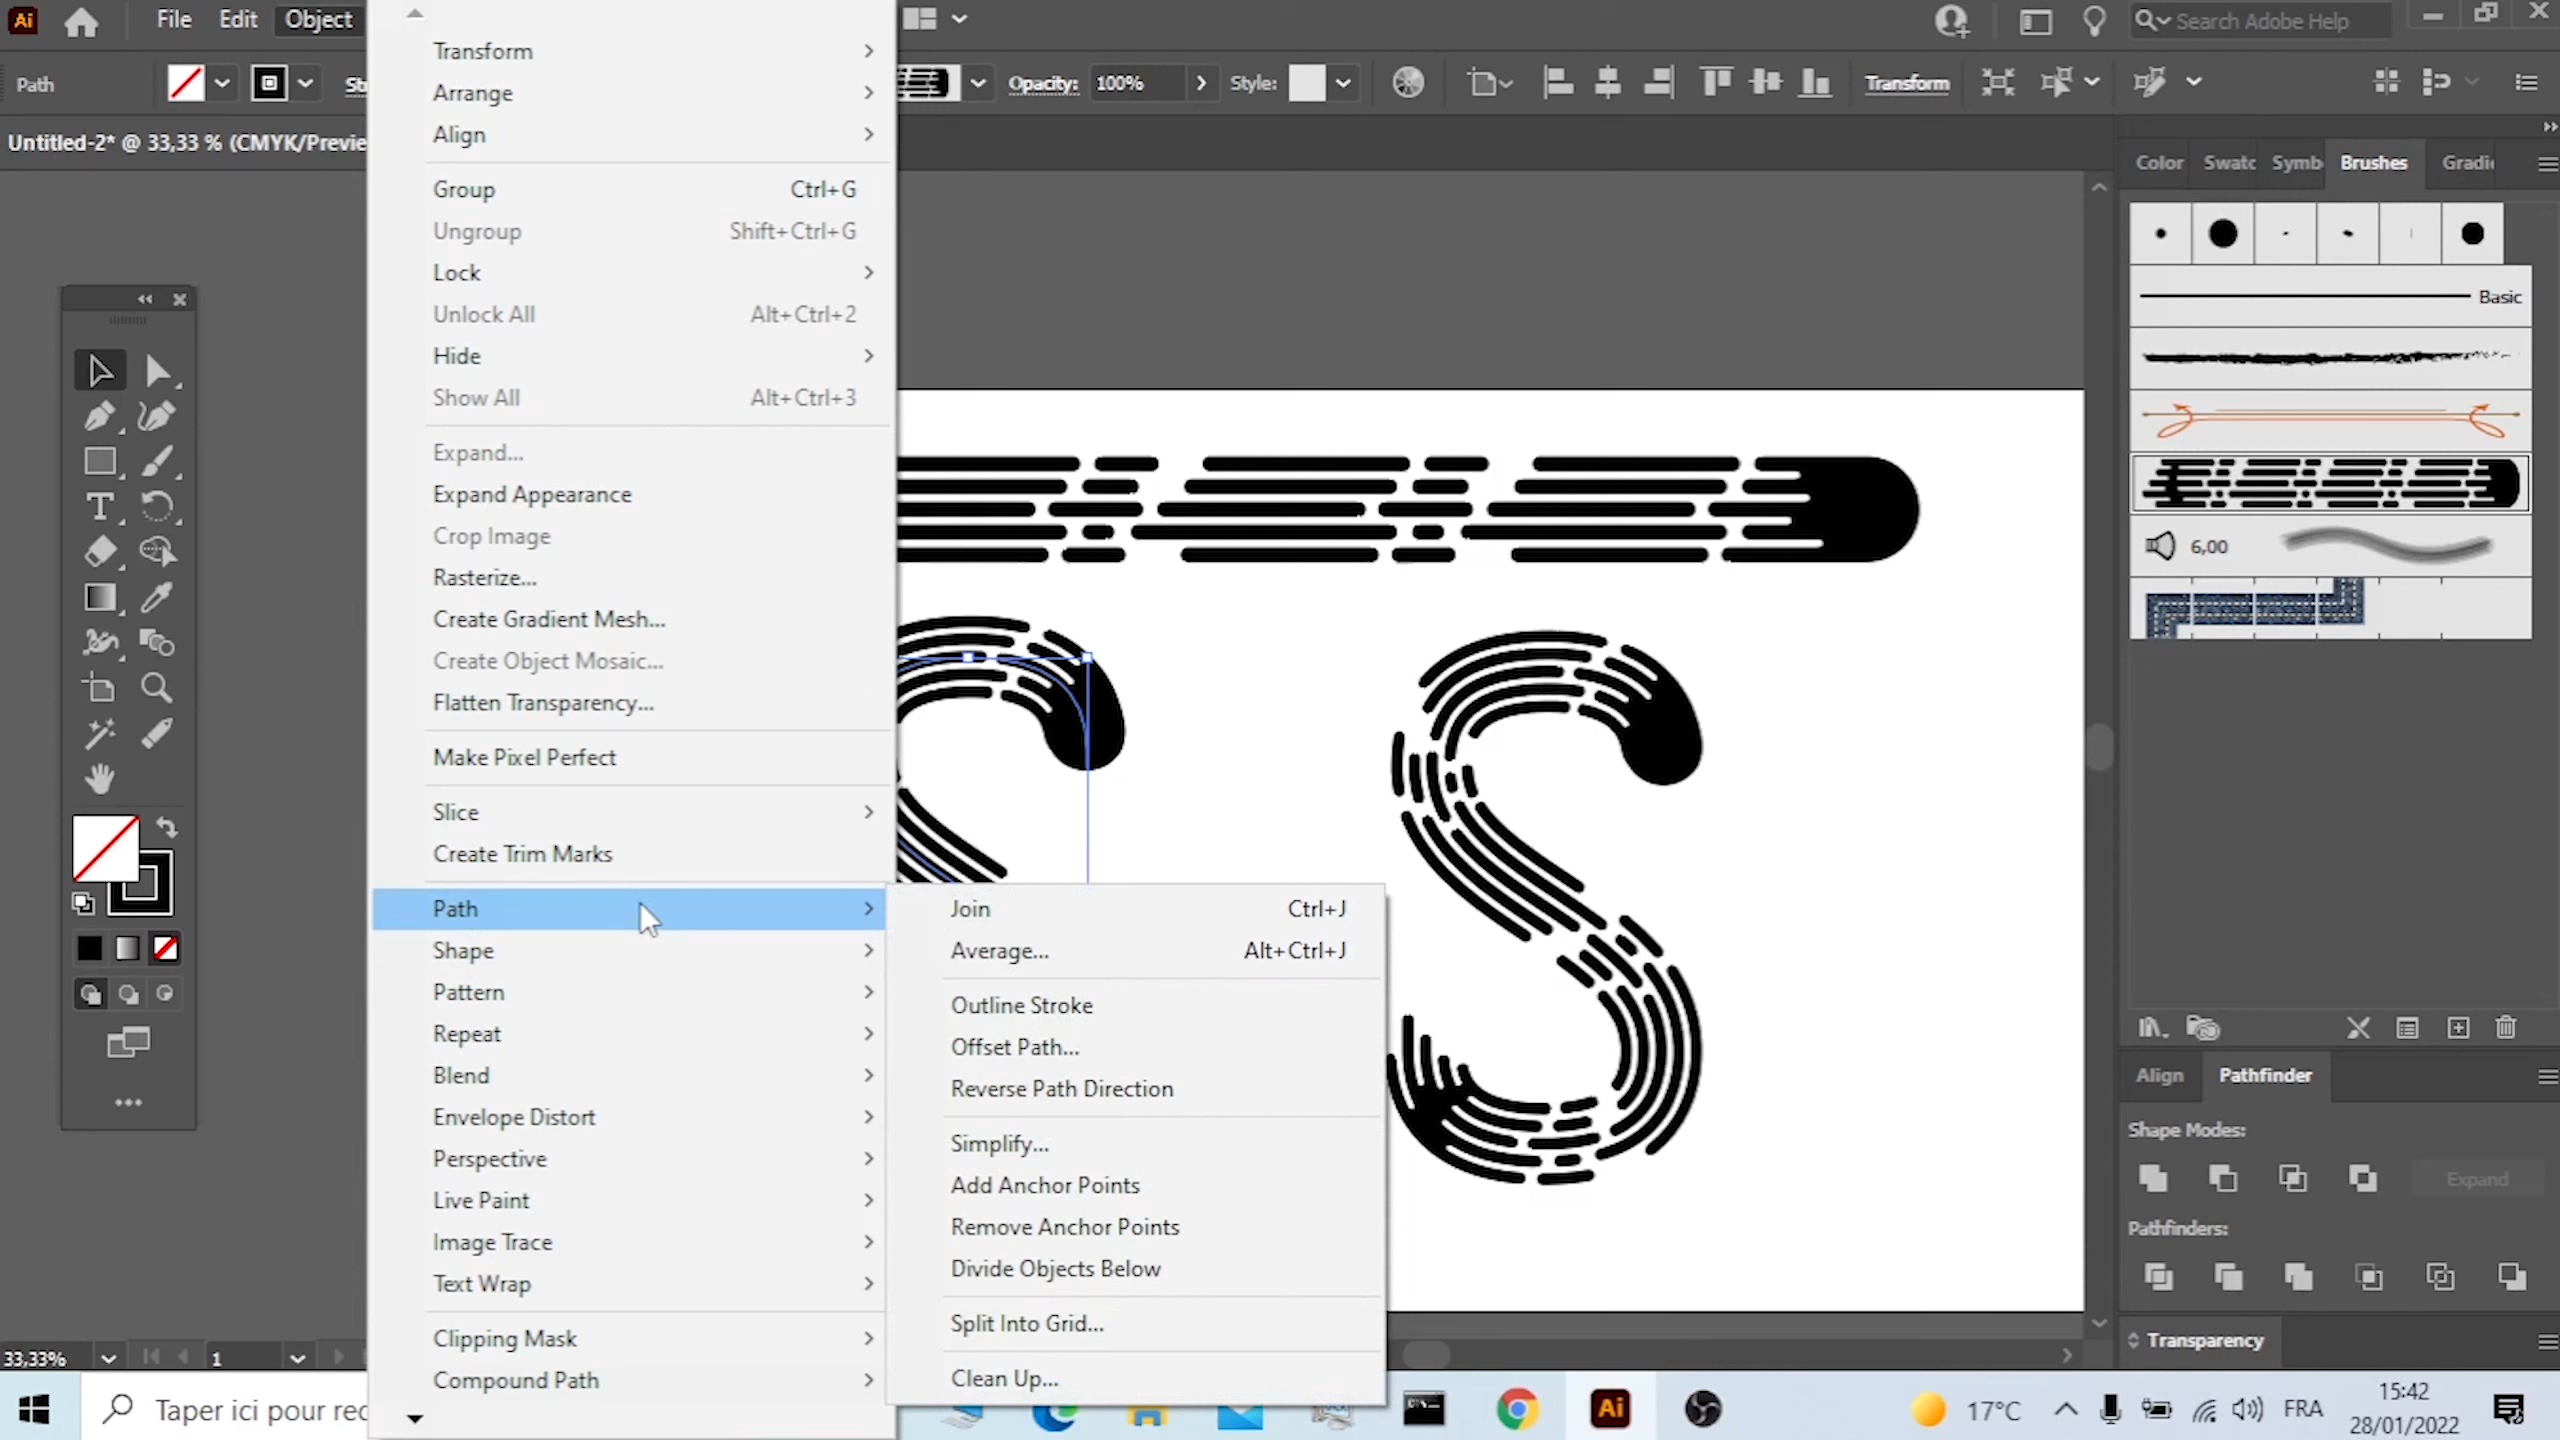 Ai File Edit Object Search Adobe Help
Path Opacity: 100% Style: Transform
Untitled-2* @ 33,33 % (CMYK/Previe
Transform
Arrange
Align
Group Ctrl+G
Ungroup Shift+Ctrl+G
Lock
Unlock All Alt+Ctrl+2
Hide
Show All Alt+Ctrl+3
Expand...
Expand Appearance
Crop Image
Rasterize...
Create Gradient Mesh...
Create Object Mosaic...
Flatten Transparency...
Make Pixel Perfect
Slice
Create Trim Marks
Path
Shape
Pattern
Repeat
Blend
Envelope Distort
Perspective
Live Paint
Image Trace
Text Wrap
Clipping Mask
Compound Path
Join Ctrl+J
Average... Alt+Ctrl+J
Outline Stroke
Offset Path...
Reverse Path Direction
Simplify...
Add Anchor Points
Remove Anchor Points
Divide Objects Below
Split Into Grid...
Clean Up...
S
Color Swatc Symb Brushes Gradi
Basic
6,00
Align Pathfinder
Shape Modes:
Expand
Pathfinders:
Transparency
33,33% 1
Taper ici pour rec
Ai
17°C FRA 15:42
28/01/2022